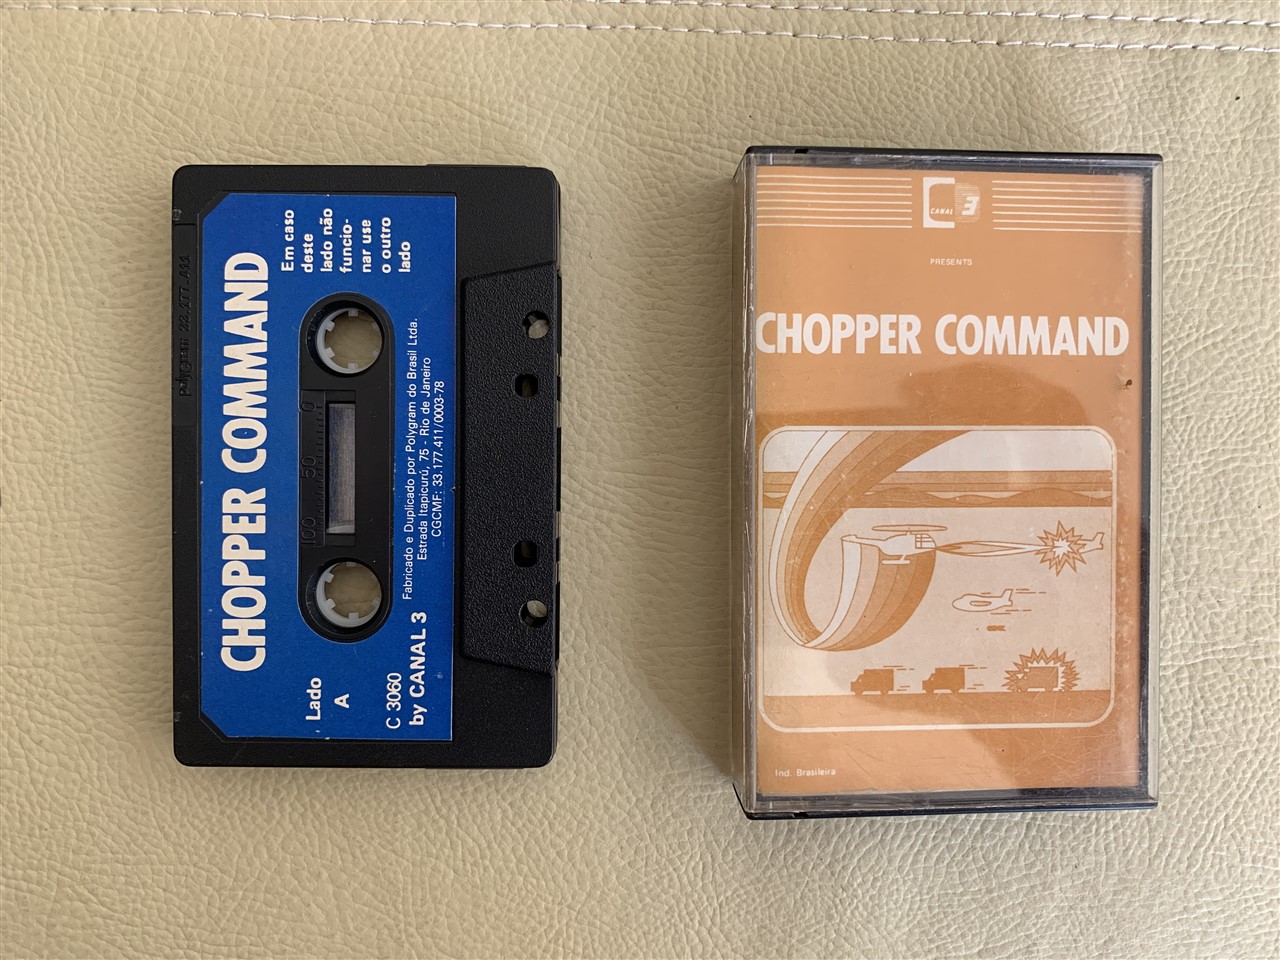 CHOPPER COMMAND
Em caso
deste
lado não
funcio-
nar use
o outro
lado
100 50 0
Fabricado e Duplicado por Polygram do Brasil Ltda.
Estrada Itapicurú, 75 - Rio de Janeiro
CGCMF: 33.177.411/0003-78
Lado
A
C 3060
by CANAL 3
CANAL 3
PRESENTS
CHOPPER COMMAND
Ind. Brasileira